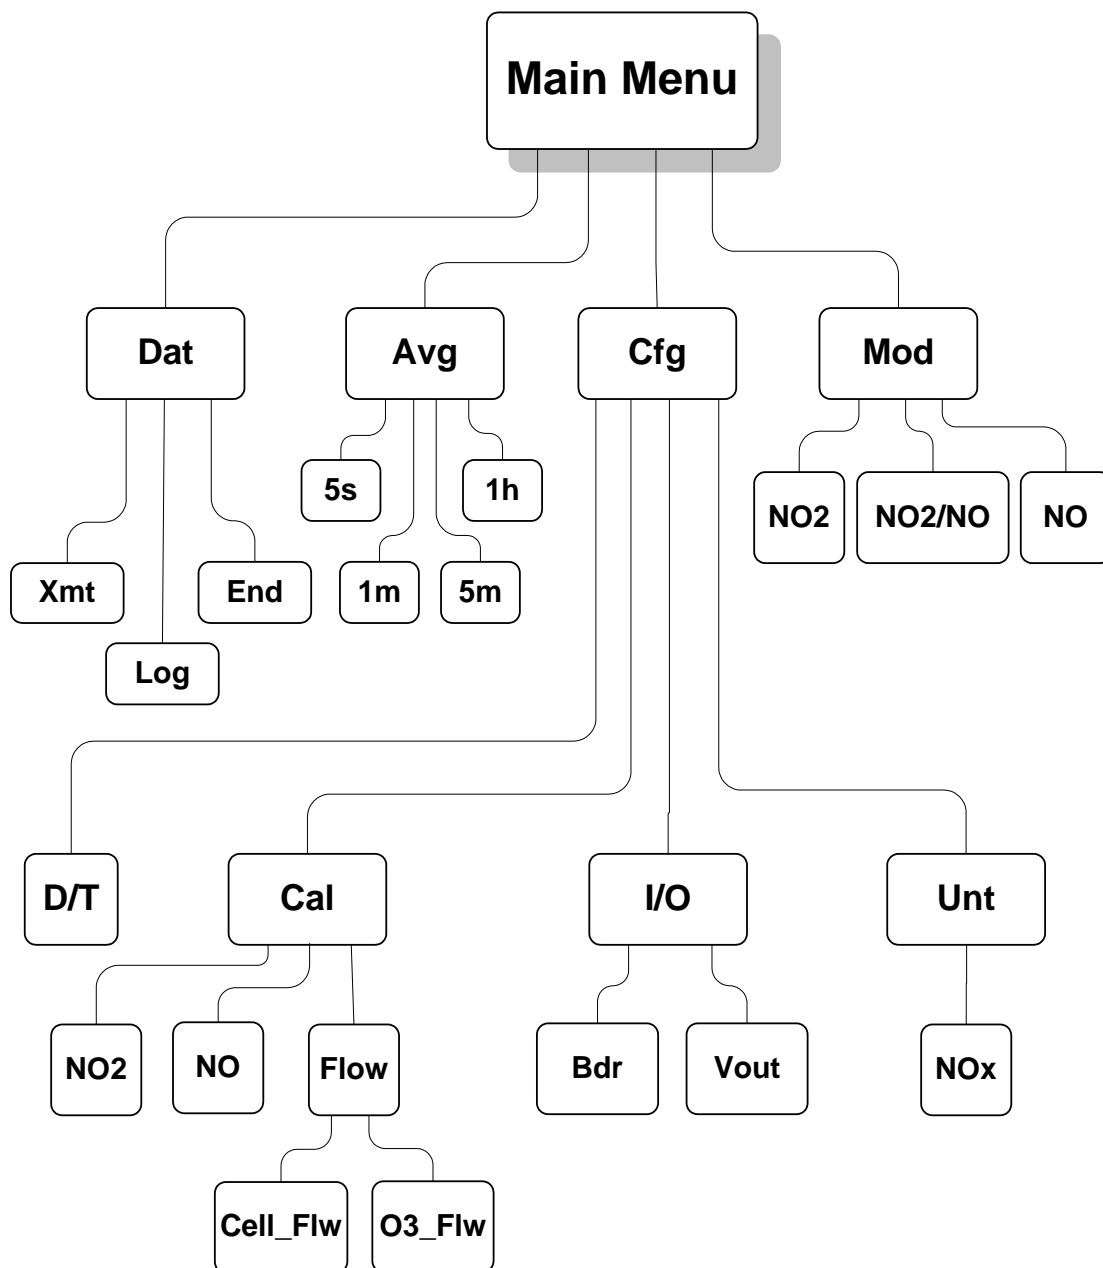 Main Menu
Dat
Avg
Cfg
Mod
5s
1h
NO2
NO2/NO
NO
Xmt
End
1m
5m
Log
D/T
Cal
I/O
Unt
NO2
NO
Flow
Bdr
Vout
NOx
Cell_Flw
O3_Flw